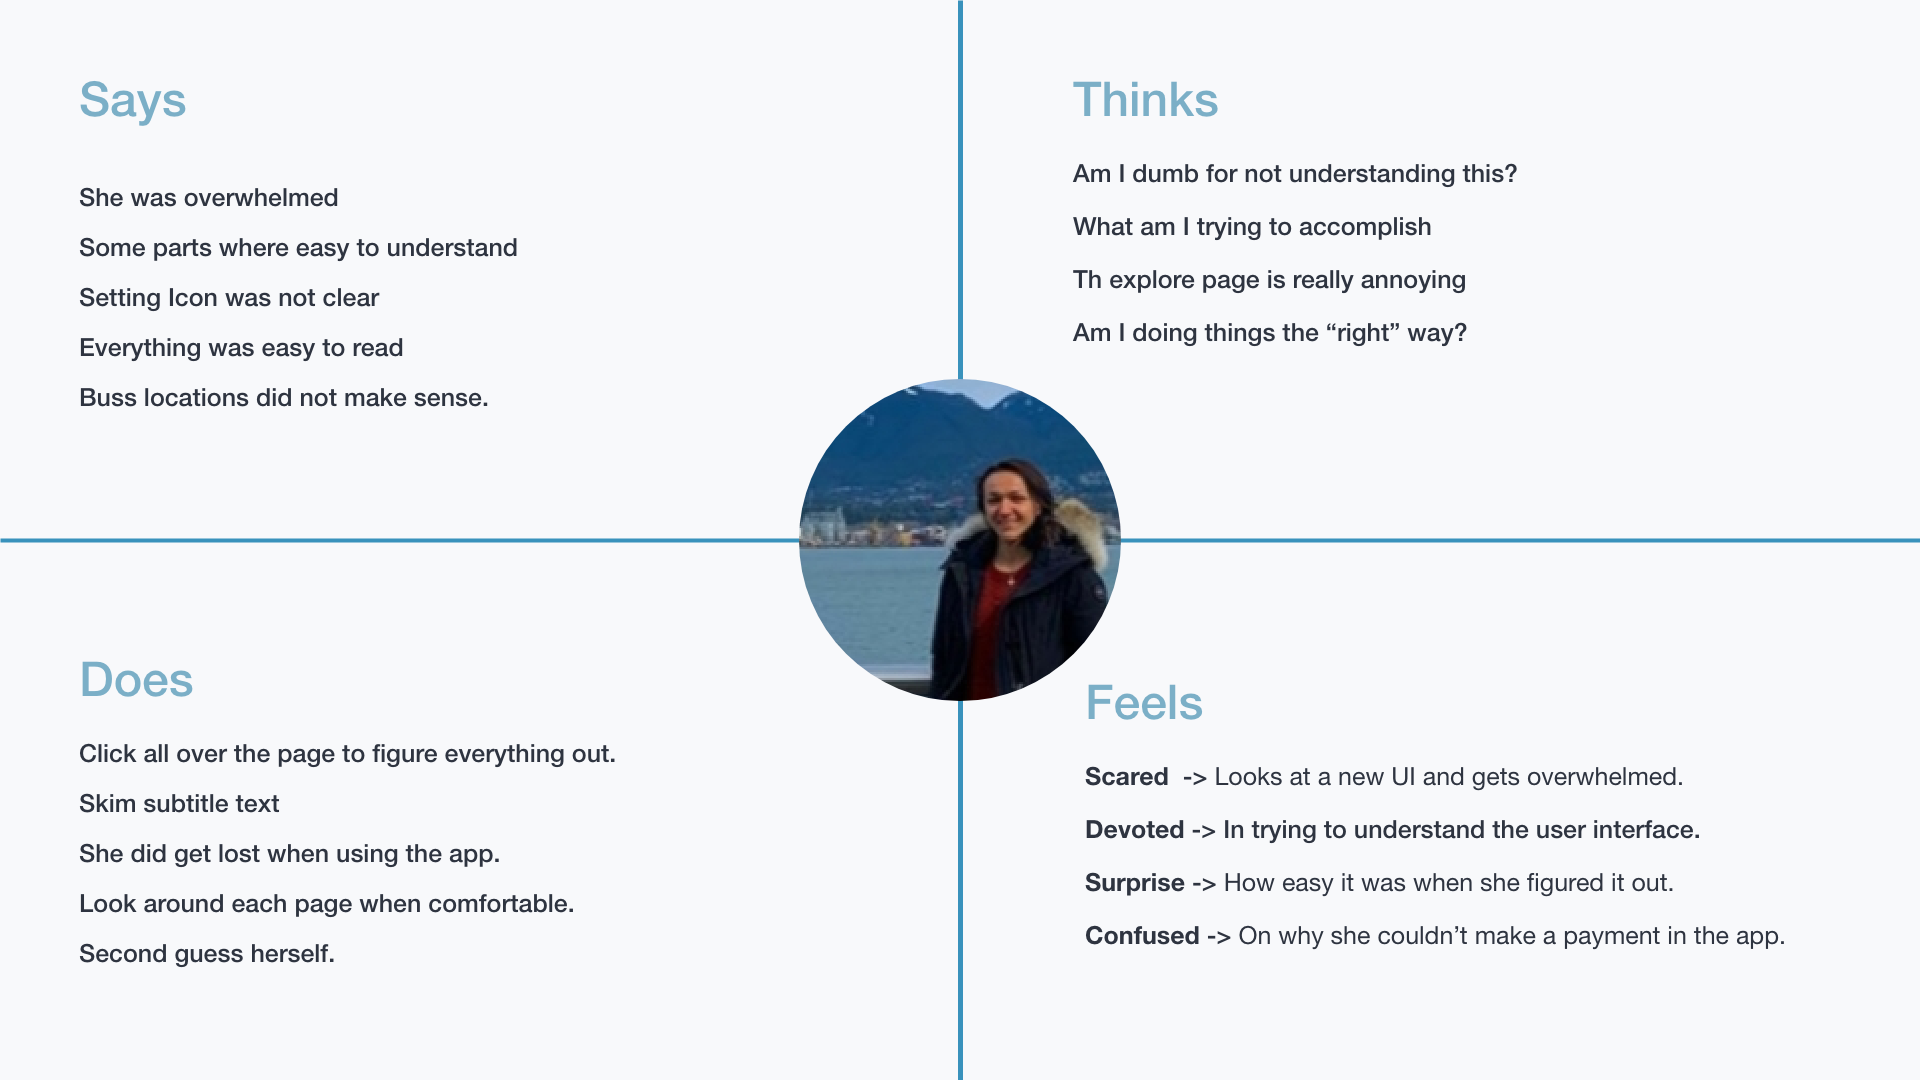 Says
She was overwhelmed
Some parts where easy to understand
Setting Icon was not clear
Everything was easy to read
Buss locations did not make sense.
Thinks
Am I dumb for not understanding this?
What am I trying to accomplish
Th explore page is really annoying
Am I doing things the “right” way?
Does
Click all over the page to figure everything out.
Skim subtitle text
She did get lost when using the app.
Look around each page when comfortable.
Second guess herself.
Feels
Scared  -> Looks at a new UI and gets overwhelmed.
Devoted -> In trying to understand the user interface.
Surprise -> How easy it was when she figured it out.
Confused -> On why she couldn’t make a payment in the app.